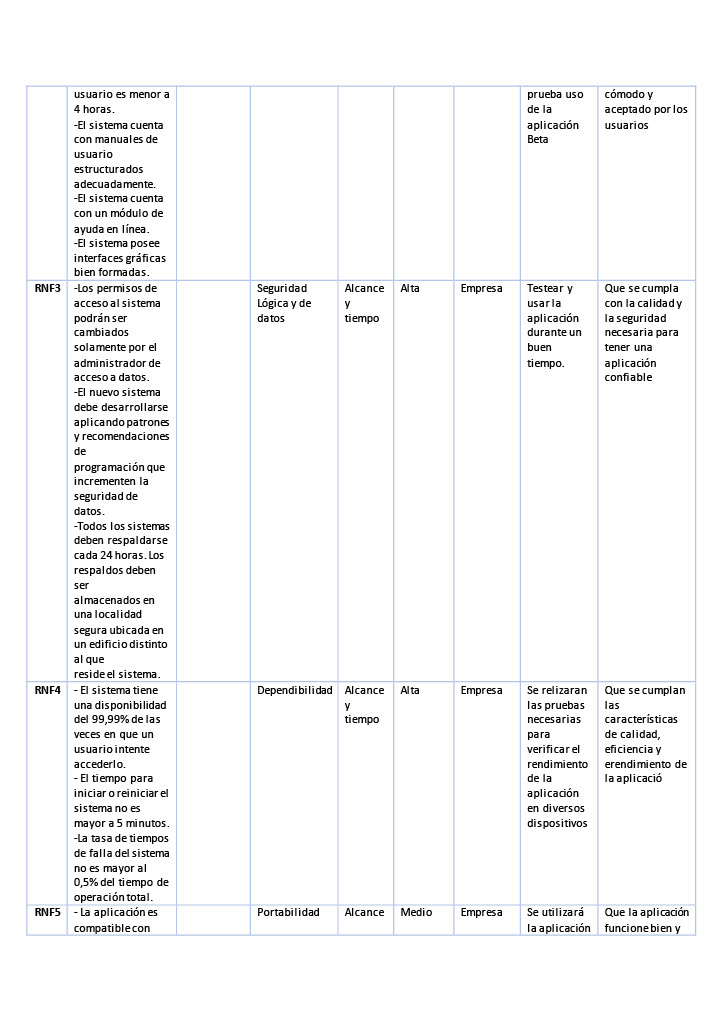 usuario es menor a
4 horas.
-El sistema cuenta
con manuales de
usuario
estructurados
adecuadamente.
-El sistema cuenta
con un módulo de
ayuda en línea.
-El sistema posee
interfaces gráficas
bien formadas.
prueba uso
de la
aplicación
Beta
cómodo y
aceptado por los
usuarios
RNF3
-Los permisos de
acceso al sistema
podrán ser
cambiados
solamente por el
administrador de
acceso a datos.
-El nuevo sistema
debe desarrollarse
aplicando patrones
y recomendaciones
de
programación que
incrementen la
seguridad de
datos.
-Todos los sistemas
deben respaldarse
cada 24 horas. Los
respaldos deben
ser
almacenados en
una localidad
segura ubicada en
un edificio distinto
al que
reside el sistema.
Seguridad
Lógica y de
datos
Alcance
y
tiempo
Alta
Empresa
Testear y
usar la
aplicación
durante un
buen
tiempo.
Que se cumpla
con la calidad y
la seguridad
necesaria para
tener una
aplicación
confiable
RNF4
- El sistema tiene
una disponibilidad
del 99,99% de las
veces en que un
usuario intente
accederlo.
- El tiempo para
iniciar o reiniciar el
sistema no es
mayor a 5 minutos.
-La tasa de tiempos
de falla del sistema
no es mayor al
0,5% del tiempo de
operación total.
Dependibilidad
Alcance
y
tiempo
Alta
Empresa
Se relizaran
las pruebas
necesarias
para
verificar el
rendimiento
de la
aplicación
en diversos
dispositivos
Que se cumplan
las
características
de calidad,
eficiencia y
erendimiento de
la aplicació
RNF5
- La aplicación es
compatible con
Portabilidad
Alcance
Medio
Empresa
Se utilizará
la aplicación
Que la aplicación
funcione bien y